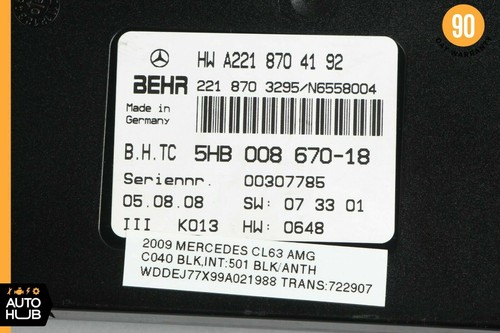 90
DAY WARRANTY
HW A221 870 41 92
BEHR 221 870 3295/N6558004
Made in
Germany
B.H.TC 5HB 008 670-18
Seriennr. 00307785
05.08.08 SW: 07 33 01
III K013 HW: 0648
2009 MERCEDES CL63 AMG
C040 BLK,INT:501 BLK/ANTH
WDDEJ77X99A021988 TRANS:722907
AUTO
HUB